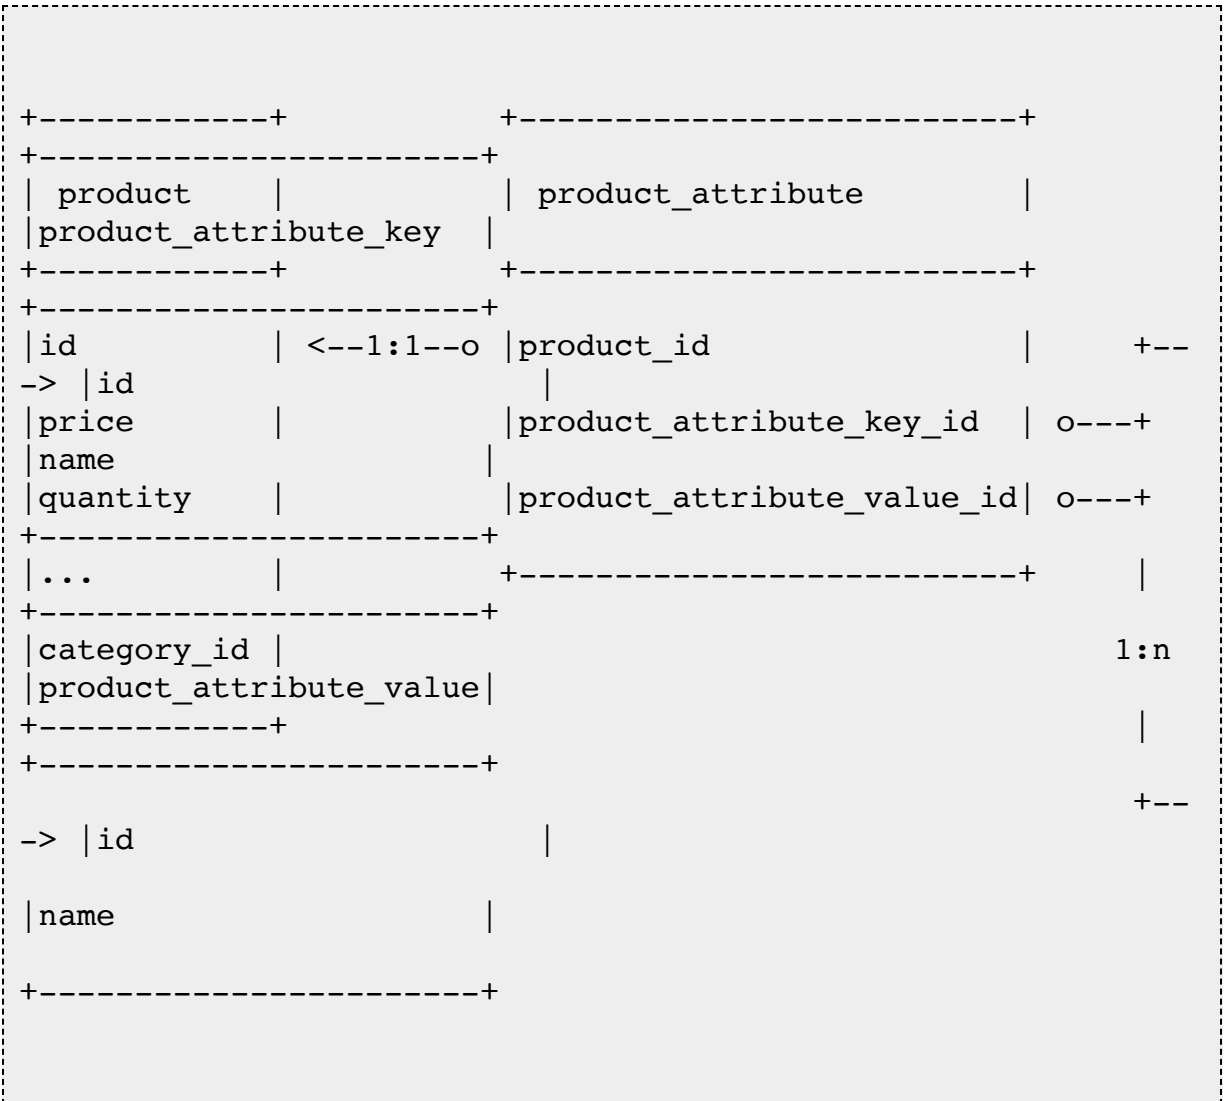 +------------+           +--------------------------+
+-----------------------+
| product    |           | product_attribute        |
|product_attribute_key  |
+------------+           +--------------------------+
+-----------------------+
|id          | <--1:1--o |product_id                |     +--
-> |id                     |
|price       |           |product_attribute_key_id  | o---+
|name                   |
|quantity    |           |product_attribute_value_id| o---+
+-----------------------+
|...         |           +--------------------------+     |
+-----------------------+
|category_id |                                           1:n
|product_attribute_value|
+------------+                                            |
+-----------------------+
                                                          +--
-> |id                     |
|name                   |
+-----------------------+